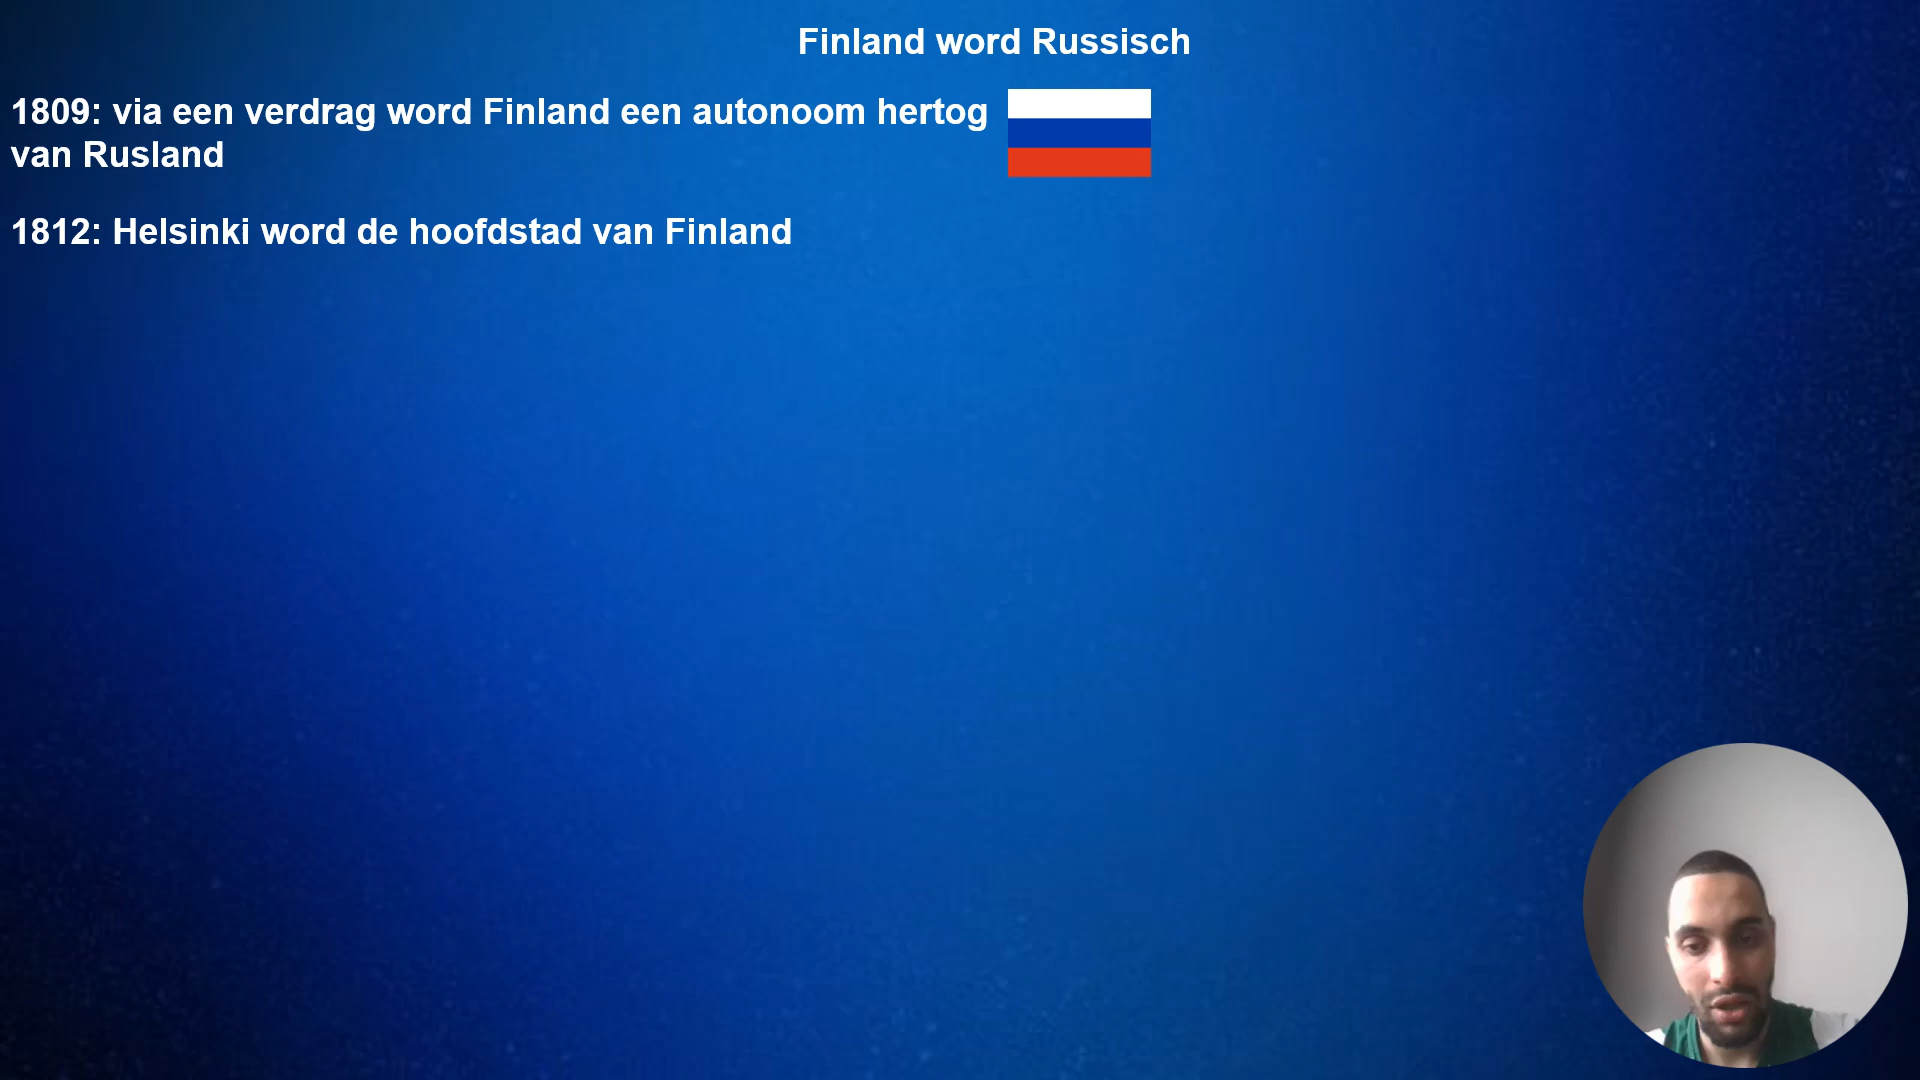 Finland word Russisch
1809: via een verdrag word Finland een autonoom hertog
van Rusland
1812: Helsinki word de hoofdstad van Finland